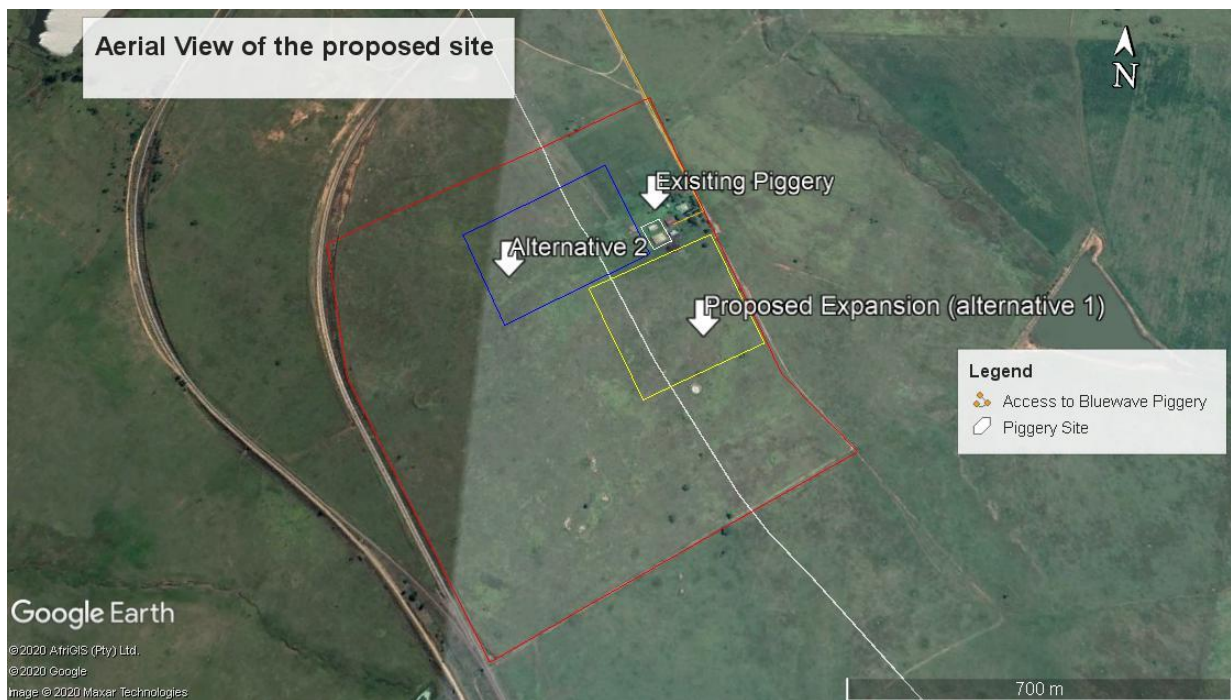 Aerial View of the proposed site
N
Exisiting Piggery
Alternative 2
Proposed Expansion (alternative 1)
Legend
Access to Bluewave Piggery
Piggery Site
Google Earth
©2020 AfriGIS (Pty) Ltd.
©2020 Google
Image © 2020 Maxar Technologies
700 m